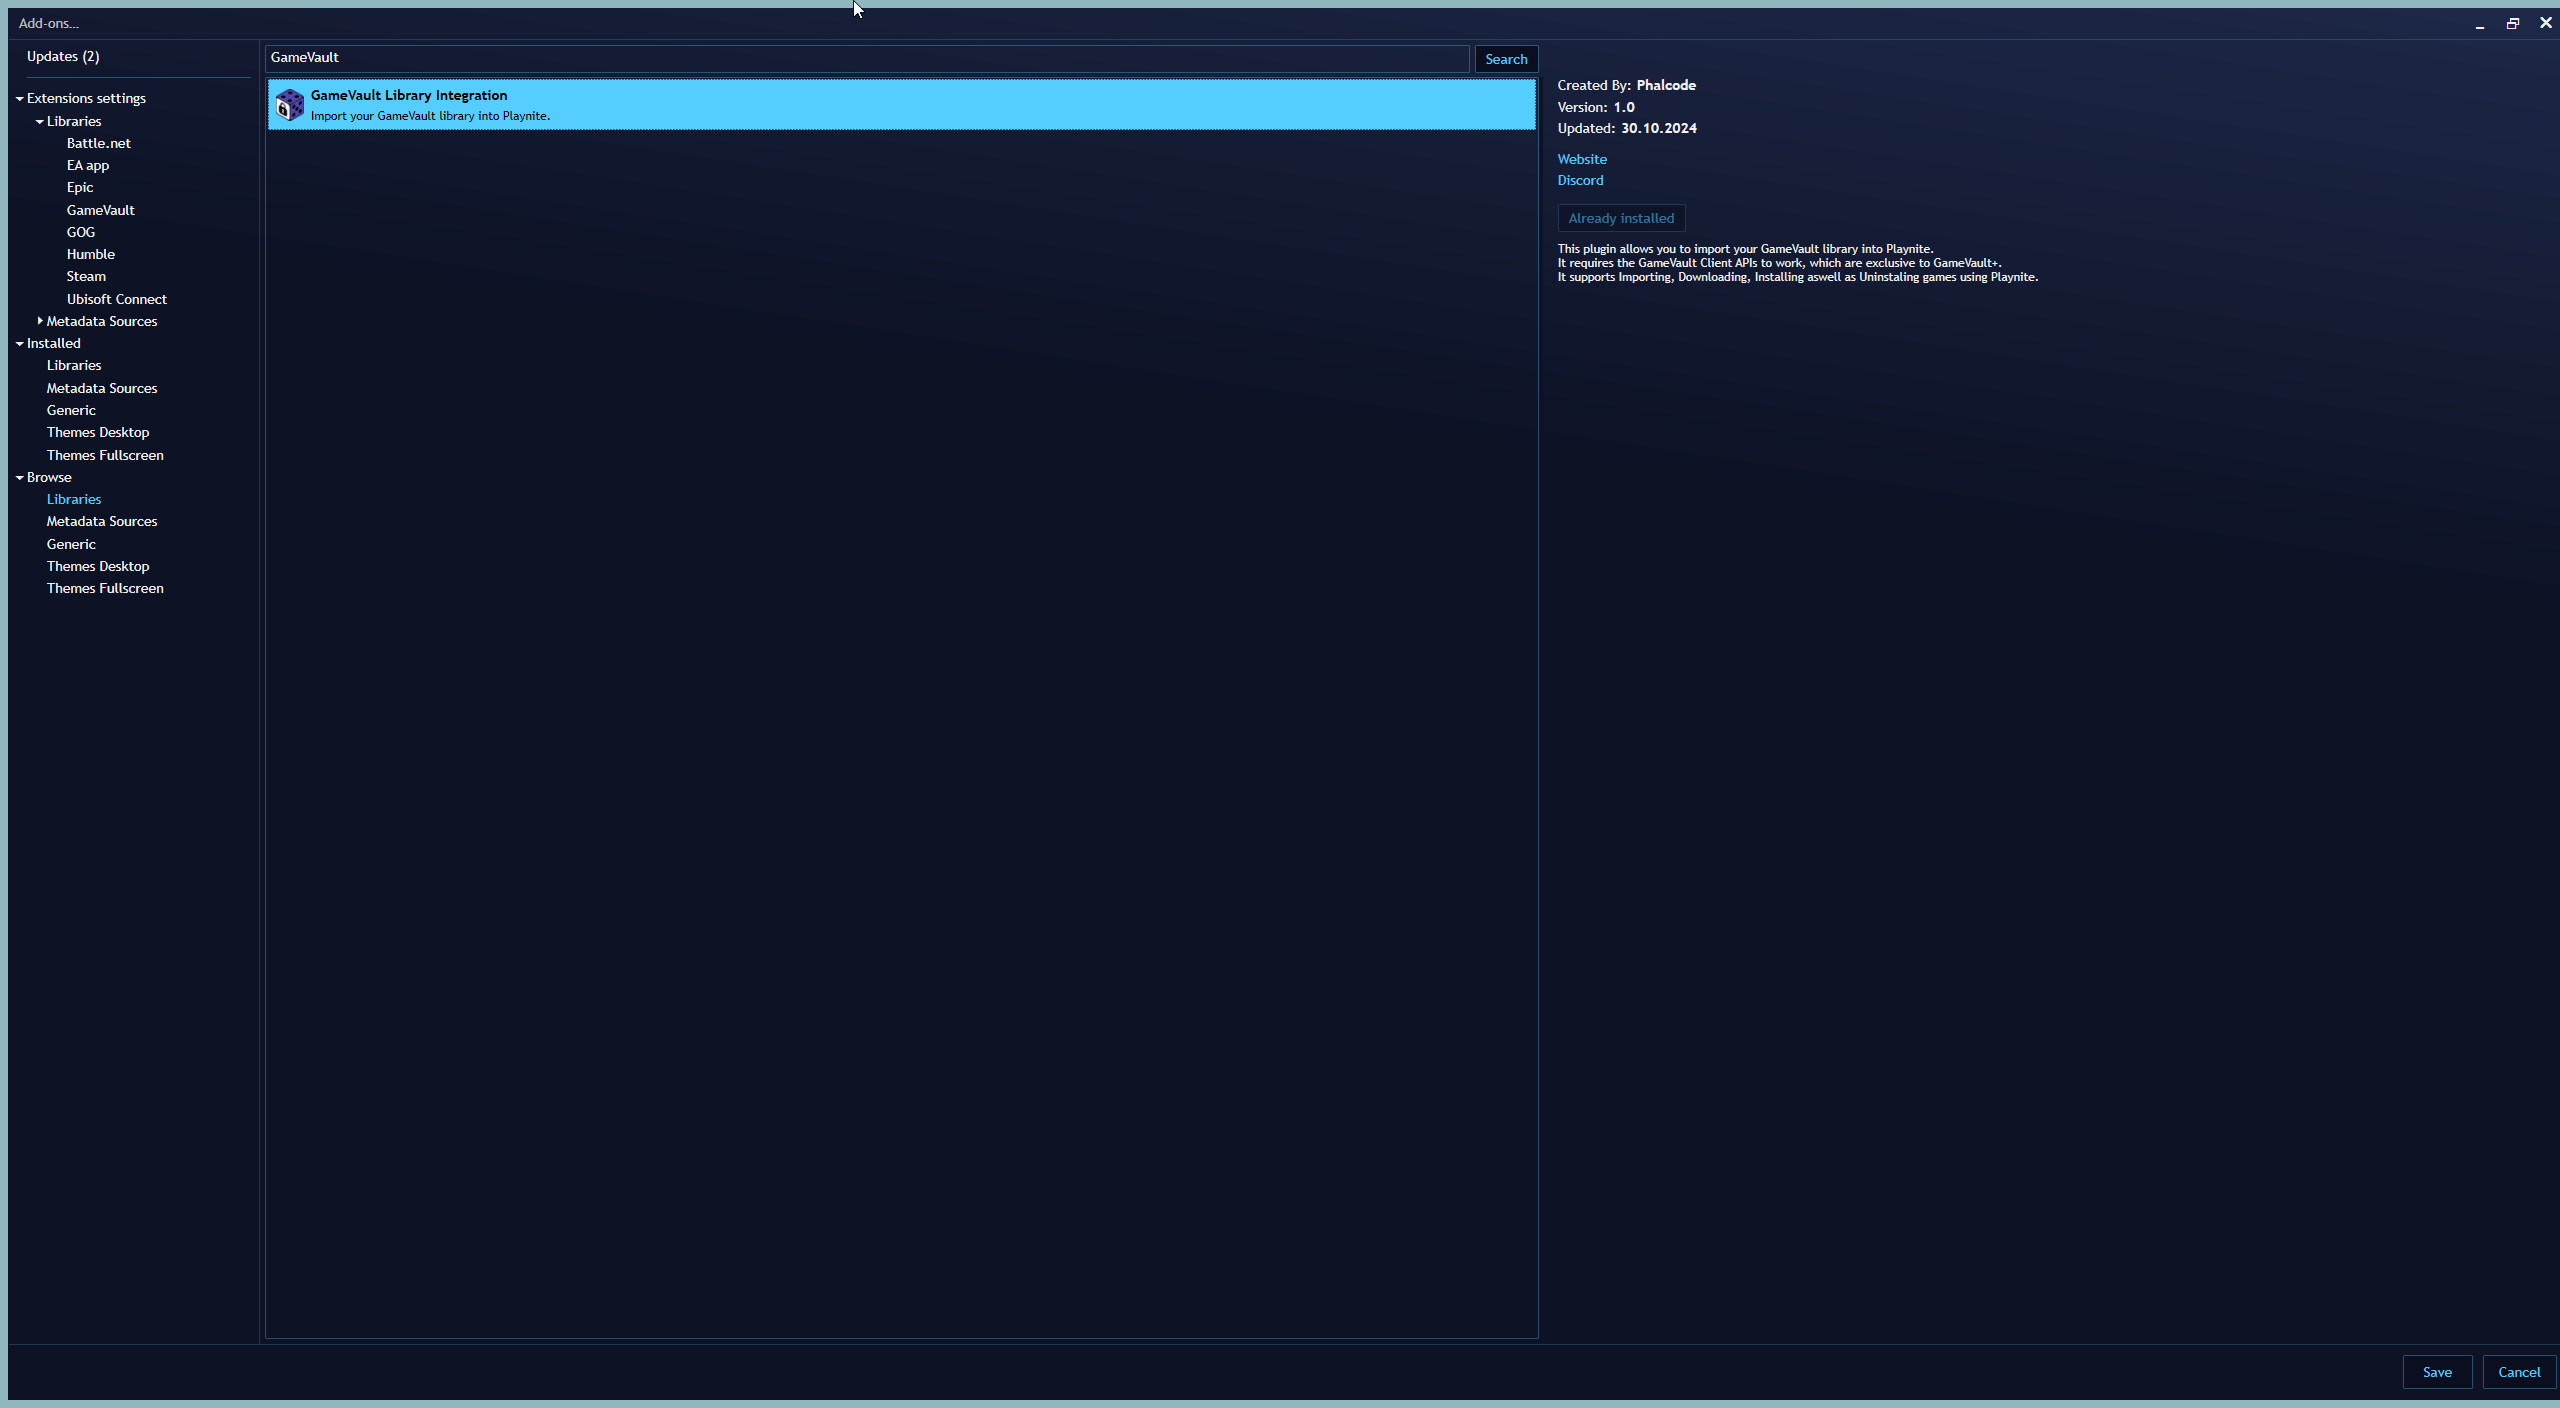 Add-ons...
Updates (2)
Extensions settings
Libraries
Battle.net
EA app
Epic
GameVault
GOG
Humble
Steam
Ubisoft Connect
Metadata Sources
Installed
Libraries
Metadata Sources
Generic
Themes Desktop
Themes Fullscreen
Browse
Libraries
Metadata Sources
Generic
Themes Desktop
Themes Fullscreen
GameVault
Search
GameVault Library Integration
Import your GameVault library into Playnite.
Created By: Phalcode
Version: 1.0
Updated: 30.10.2024
Website
Discord
Already installed
This plugin allows you to import your GameVault library into Playnite.
It requires the GameVault Client APIs to work, which are exclusive to GameVault+.
It supports Importing, Downloading, Installing aswell as Uninstaling games using Playnite.
Save
Cancel